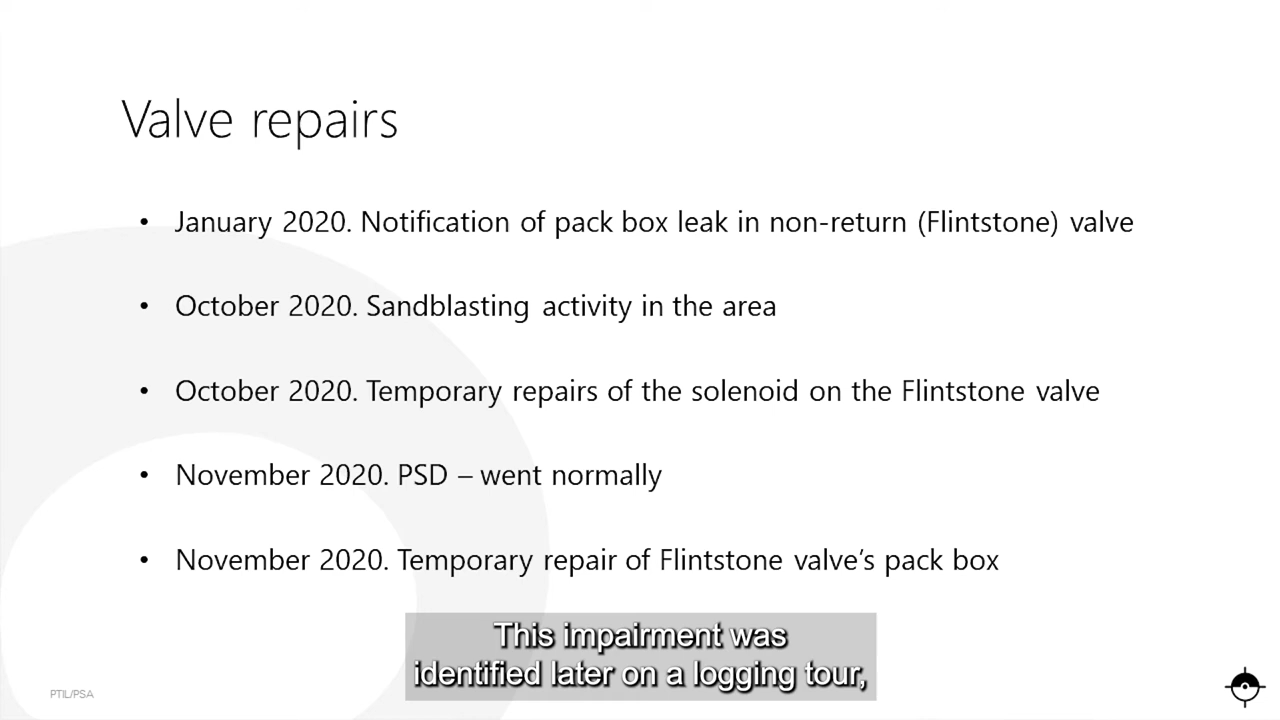 Valve repairs
• January 2020. Notification of pack box leak in non-return (Flintstone) valve
• October 2020. Sandblasting activity in the area
• October 2020. Temporary repairs of the solenoid on the Flintstone valve
• November 2020. PSD – went normally
• November 2020. Temporary repair of Flintstone valve‘s pack box
This impairment was
identified later on a logging tour,
PTIL/PSA